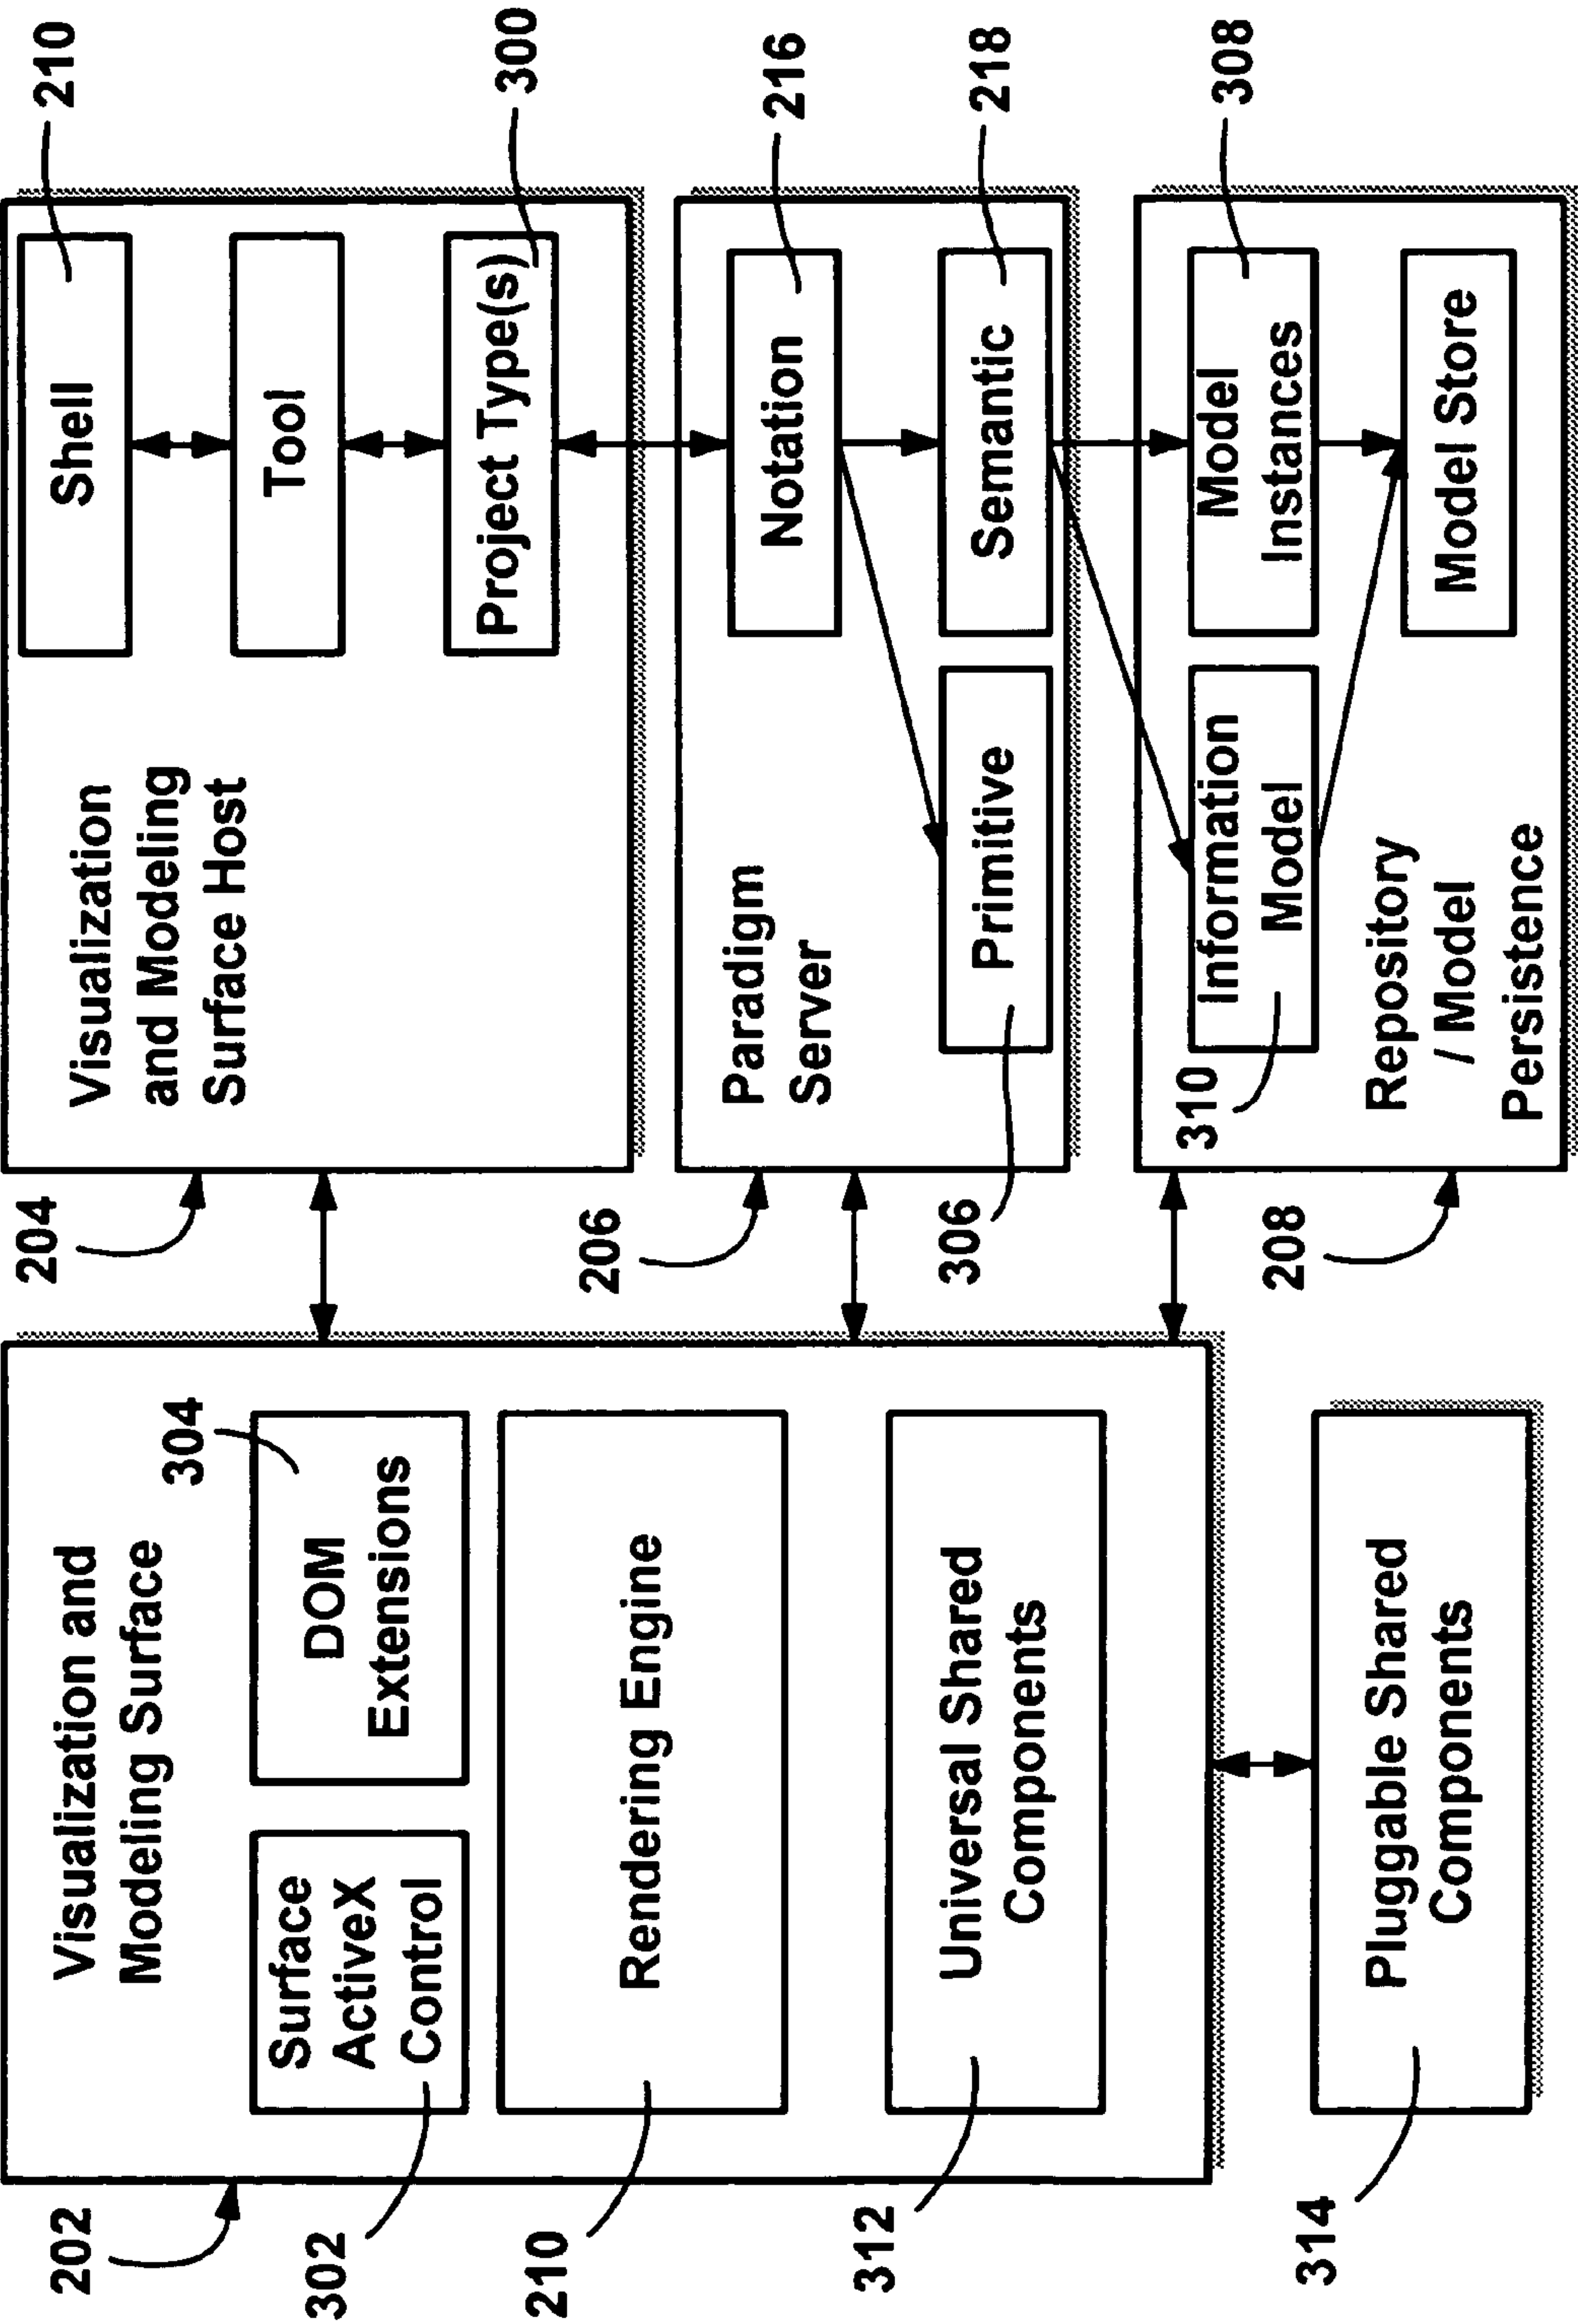 202
Visualization and
Modeling Surface
302
Surface
ActiveX
Control
304
DOM
Extensions
210
Rendering Engine
312
Universal Shared
Components
314
Pluggable Shared
Components
204
Visualization
and Modeling
Surface Host
210
Shell
Tool
Project Type(s)
300
206
Paradigm
Server
Notation
216
306
Primitive
Semantic
218
208
310
Information
Model
Model
Instances
308
Repository
/ Model
Persistence
Model Store